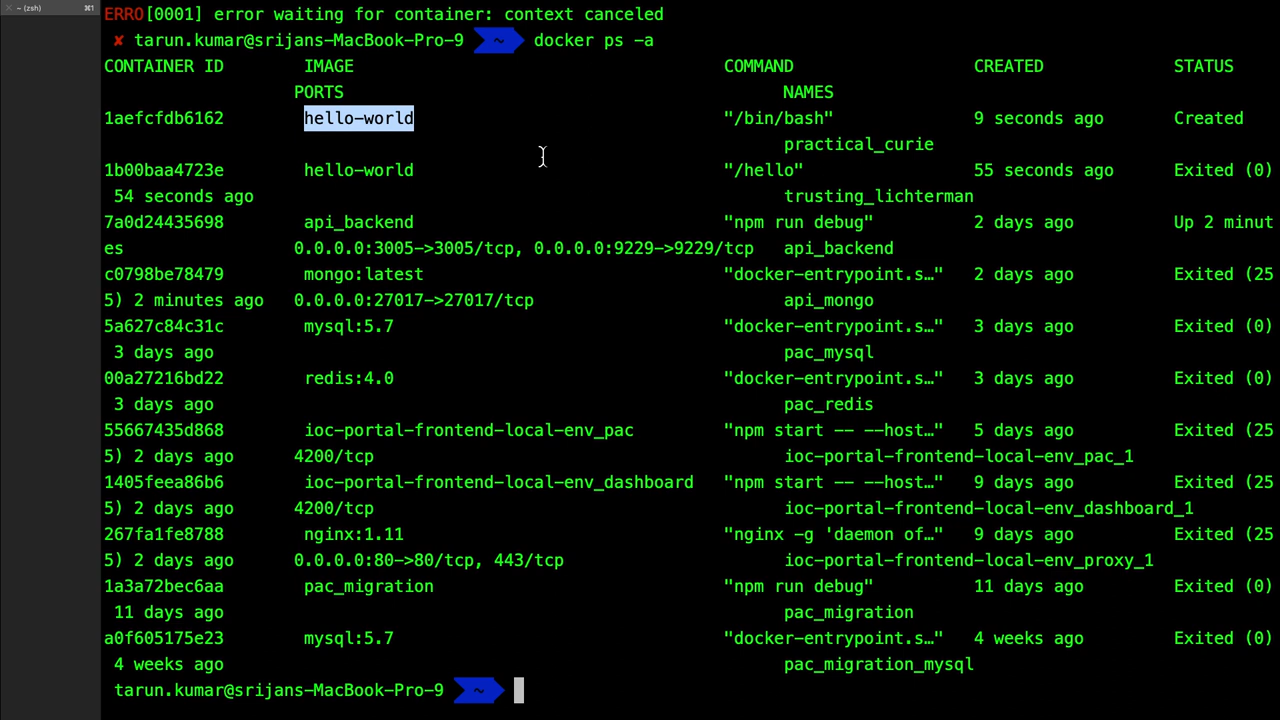 ~ (zsh) ⌘1
ERRO[0001] error waiting for container: context canceled
✘ tarun.kumar@srijans-MacBook-Pro-9 ~ docker ps -a
CONTAINER ID IMAGE COMMAND CREATED STATUS
PORTS NAMES
1aefcfdb6162 hello-world "/bin/bash" 9 seconds ago Created
practical_curie
1b00baa4723e hello-world "/hello" 55 seconds ago Exited (0)
54 seconds ago trusting_lichterman
7a0d24435698 api_backend "npm run debug" 2 days ago Up 2 minut
es 0.0.0.0:3005->3005/tcp, 0.0.0.0:9229->9229/tcp api_backend
c0798be78479 mongo:latest "docker-entrypoint.s…" 2 days ago Exited (25
5) 2 minutes ago 0.0.0.0:27017->27017/tcp api_mongo
5a627c84c31c mysql:5.7 "docker-entrypoint.s…" 3 days ago Exited (0)
3 days ago pac_mysql
00a27216bd22 redis:4.0 "docker-entrypoint.s…" 3 days ago Exited (0)
3 days ago pac_redis
55667435d868 ioc-portal-frontend-local-env_pac "npm start -- --host…" 5 days ago Exited (25
5) 2 days ago 4200/tcp ioc-portal-frontend-local-env_pac_1
1405feea86b6 ioc-portal-frontend-local-env_dashboard "npm start -- --host…" 9 days ago Exited (25
5) 2 days ago 4200/tcp ioc-portal-frontend-local-env_dashboard_1
267fa1fe8788 nginx:1.11 "nginx -g 'daemon of…" 9 days ago Exited (25
5) 2 days ago 0.0.0.0:80->80/tcp, 443/tcp ioc-portal-frontend-local-env_proxy_1
1a3a72bec6aa pac_migration "npm run debug" 11 days ago Exited (0)
11 days ago pac_migration
a0f605175e23 mysql:5.7 "docker-entrypoint.s…" 4 weeks ago Exited (0)
4 weeks ago pac_migration_mysql
tarun.kumar@srijans-MacBook-Pro-9 ~